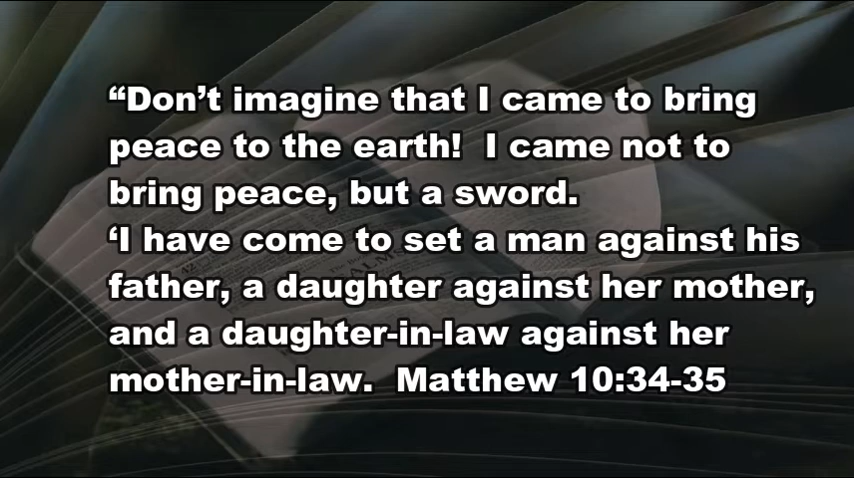 “Don’t imagine that I came to bring
peace to the earth!  I came not to
bring peace, but a sword.
‘I have come to set a man against his
father, a daughter against her mother,
and a daughter-in-law against her
mother-in-law.  Matthew 10:34-35